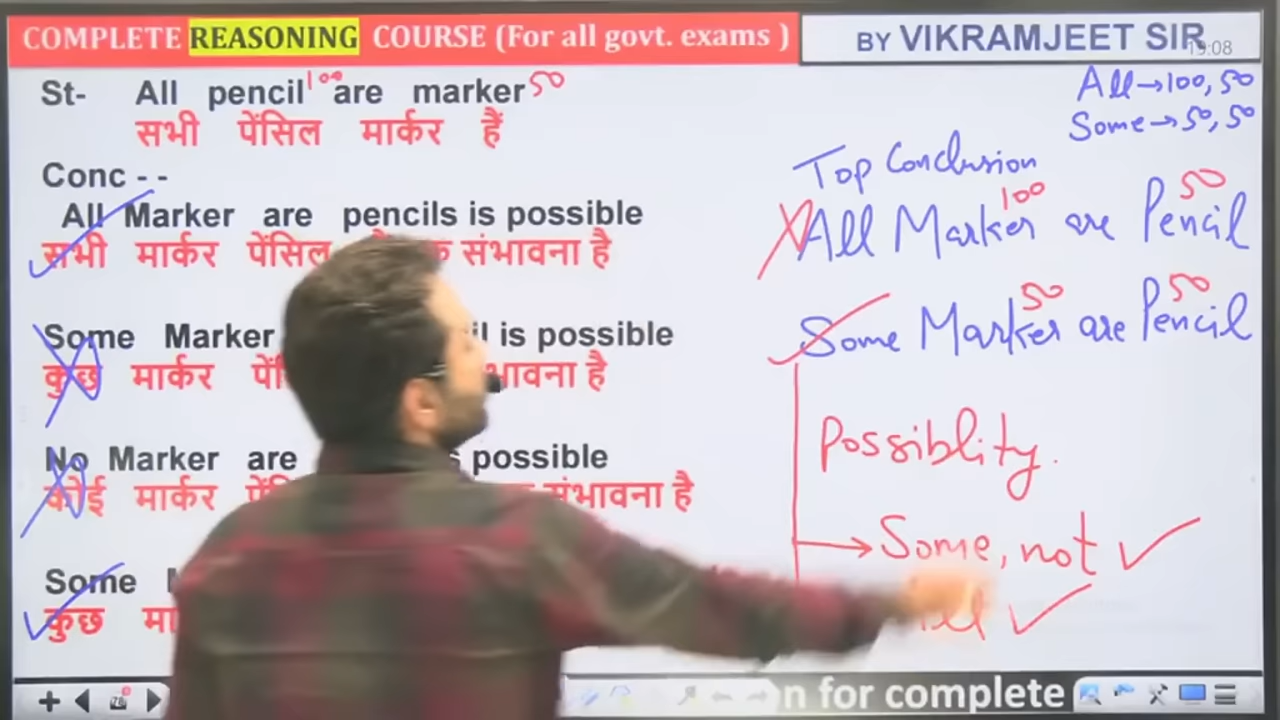 COMPLETE REASONING COURSE (For all govt. exams )
BY VIKRAMJEET SIR
19:08
St- All pencil 100 are marker 50
सभी पेंसिल मार्कर हैं
Conc - -
All Marker are pencils is possible
सभी मार्कर पेंसिल संभावना है
Some Marker is possible
कुछ मार्कर संभावना है
No Marker are possible
कोई मार्कर संभावना है
Some
कुछ
All→100, 50
Some→50, 50
Top Conclusion
All Marker 100 are Pencil 50
Some Marker 50 are Pencil 50
Possiblity.
Some, not
for complete